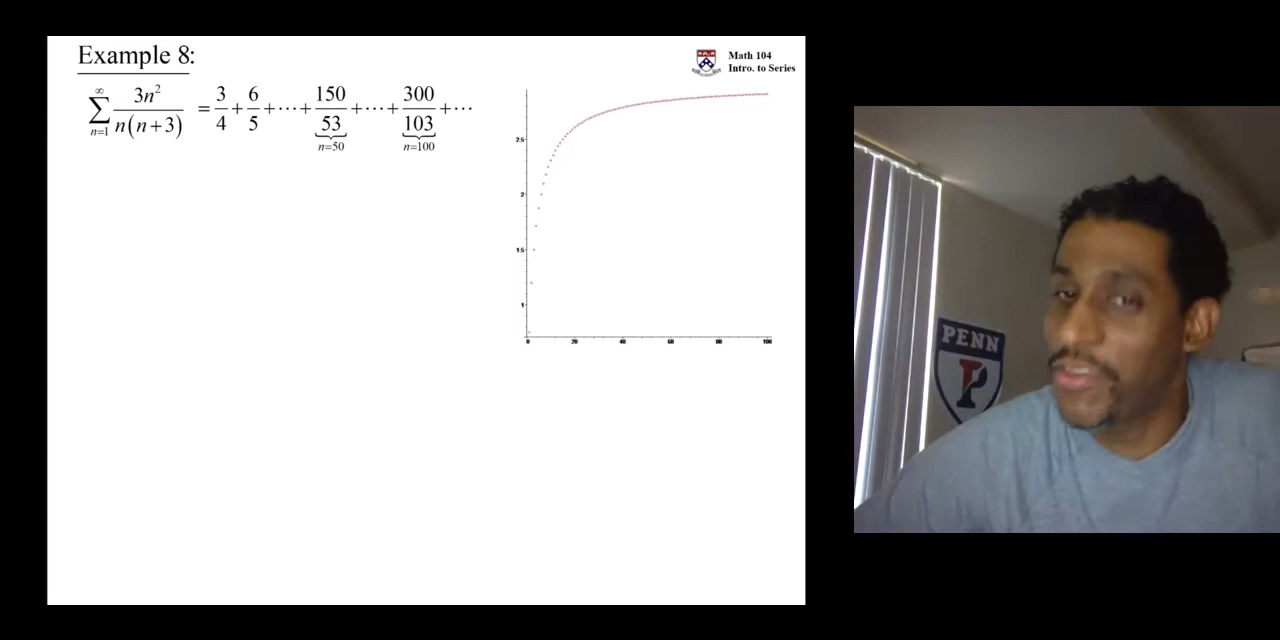 Example 8:
Math 104
Intro. to Series
∞
∑ 3n²/n(n+3) = 3/4 + 6/5 + ⋯ + 150/53 + ⋯ + 300/103 + ⋯
n=1
n=50
n=100
2.5
2
1.5
1
0 20 40 60 80 100
PENN
P